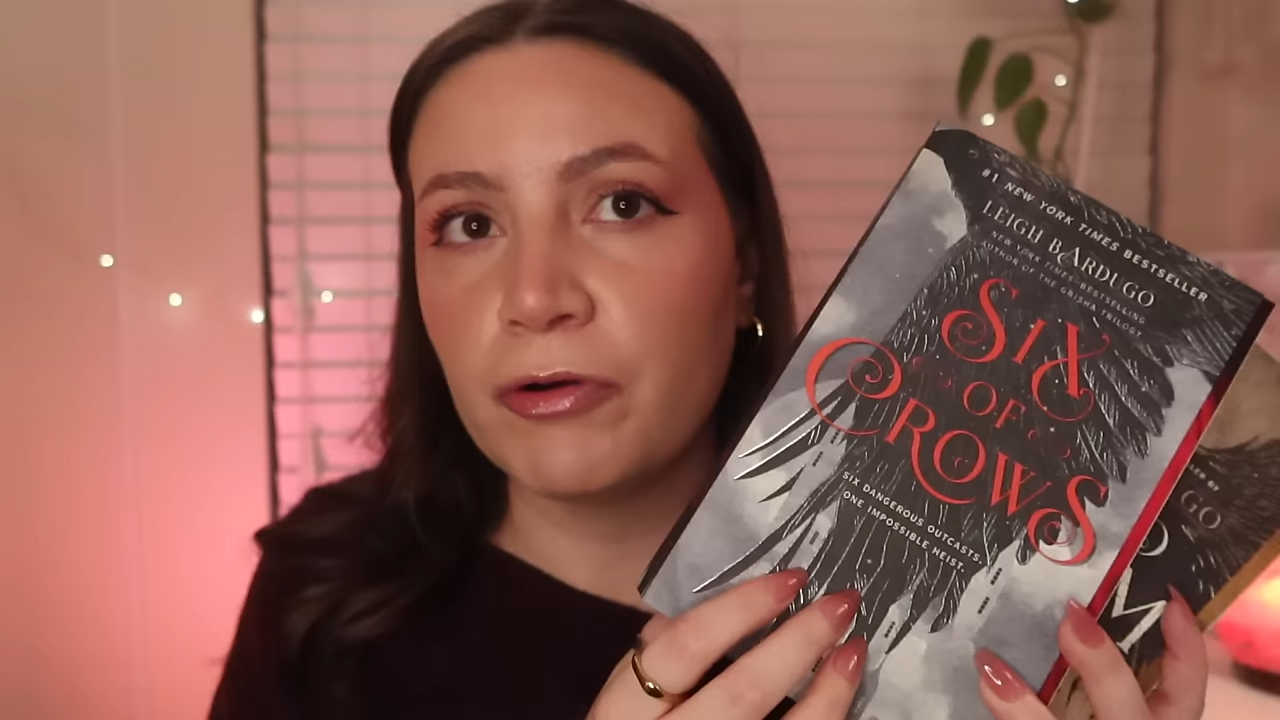 #1 NEW YORK TIMES BESTSELLER
LEIGH BARDUGO
NEW YORK TIMES-BESTSELLING
AUTHOR OF THE GRISHA TRILOGY
SIX
OF
CROWS
SIX DANGEROUS OUTCASTS.
ONE IMPOSSIBLE HEIST.
GO
M